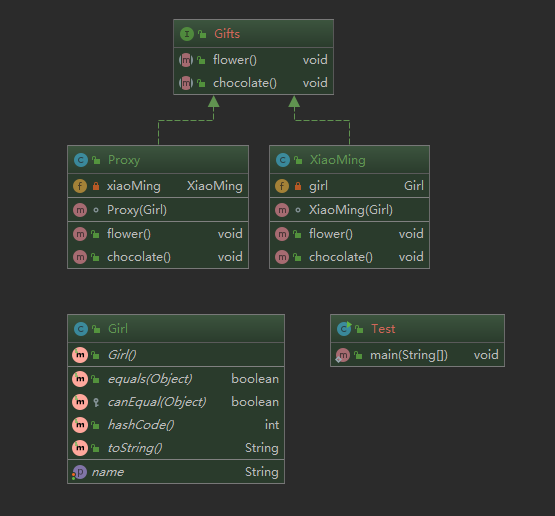 Gifts
flower() void
chocolate() void
Proxy
xiaoMing XiaoMing
Proxy(Girl)
flower() void
chocolate() void
XiaoMing
girl Girl
XiaoMing(Girl)
flower() void
chocolate() void
Girl
Girl()
equals(Object) boolean
canEqual(Object) boolean
hashCode() int
toString() String
name String
Test
main(String[]) void